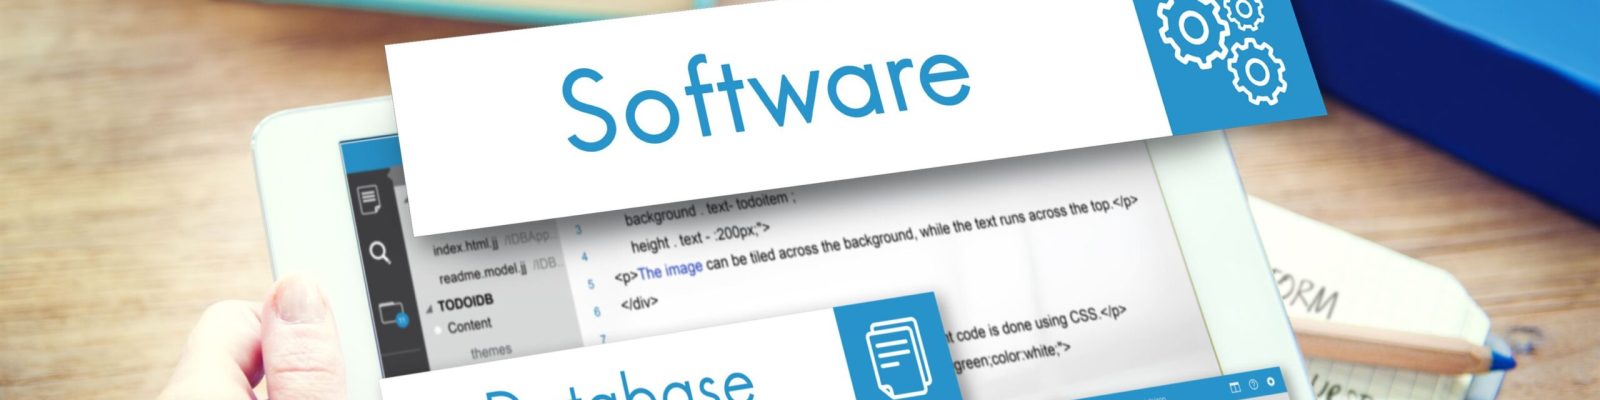 Software
background . text- todoitem ;
3
height . text - :200px;">
4
<p>The image can be tiled across the background, while the text runs across the top.</p>
5
</div>
6
7
index.html.jj /IDBApp...
readme.model.jj /IDB...
TODOIDB
Content
themes
11
Database
t code is done using CSS.</p>
green;color:white;">
ORM